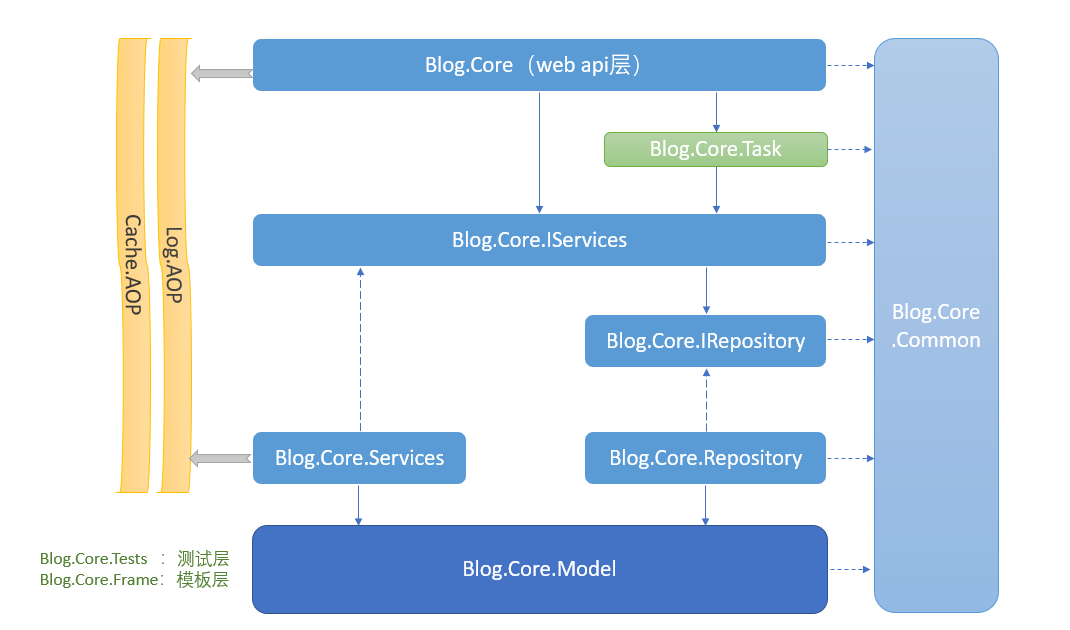 Blog.Core（web api层）
Blog.Core.Task
Blog.Core.IServices
Cache.AOP
Log.AOP
Blog.Core
.Common
Blog.Core.IRepository
Blog.Core.Services
Blog.Core.Repository
Blog.Core.Model
Blog.Core.Tests ：测试层
Blog.Core.Frame：模板层